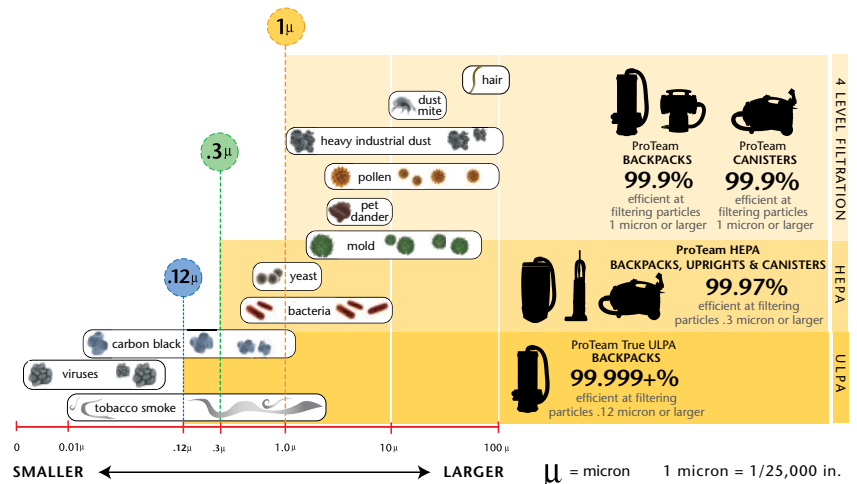 1μ
hair
dust
mite
heavy industrial dust
.3μ
pollen
pet
dander
mold
.12μ
yeast
bacteria
carbon black
viruses
tobacco smoke
ProTeam
BACKPACKS
99.9%
efficient at
filtering particles
1 micron or larger
ProTeam
CANISTERS
99.9%
efficient at
filtering particles
1 micron or larger
4 LEVEL FILTRATION
ProTeam HEPA
BACKPACKS, UPRIGHTS & CANISTERS
99.97%
efficient at filtering
particles .3 micron or larger
HEPA
ProTeam True ULPA
BACKPACKS
99.999+%
efficient at filtering
particles .12 micron or larger
ULPA
0 0.01μ .12μ .3μ 1.0μ 10μ 100μ
SMALLER LARGER μ = micron 1 micron = 1/25,000 in.